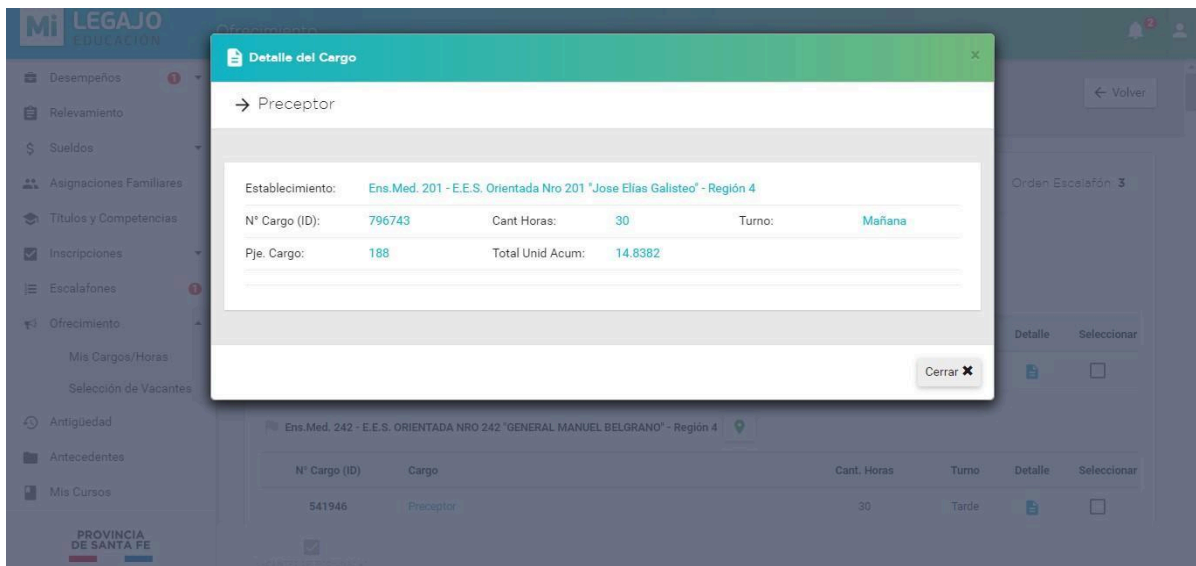 Mi LEGAJO
EDUCACIÓN
Ofrecimiento
2
Desempeños 1
Relevamiento
Sueldos
Asignaciones Familiares
Títulos y Competencias
Inscripciones
Escalafones 1
Ofrecimiento
Mis Cargos/Horas
Selección de Vacantes
Antigüedad
Antecedentes
Mis Cursos
PROVINCIA
DE SANTA FE
← Volver
Orden Escalafón: 3
Detalle del Cargo ×
→ Preceptor
Establecimiento: Ens.Med. 201 - E.E.S. Orientada Nro 201 "Jose Elías Galisteo" - Región 4
N° Cargo (ID): 796743 Cant Horas: 30 Turno: Mañana
Pje. Cargo: 188 Total Unid Acum: 14.8382
Cerrar ✖
Detalle Seleccionar
Ens.Med. 242 - E.E.S. ORIENTADA NRO 242 "GENERAL MANUEL BELGRANO" - Región 4
N° Cargo (ID) Cargo Cant. Horas Turno Detalle Seleccionar
541946 Preceptor 30 Tarde